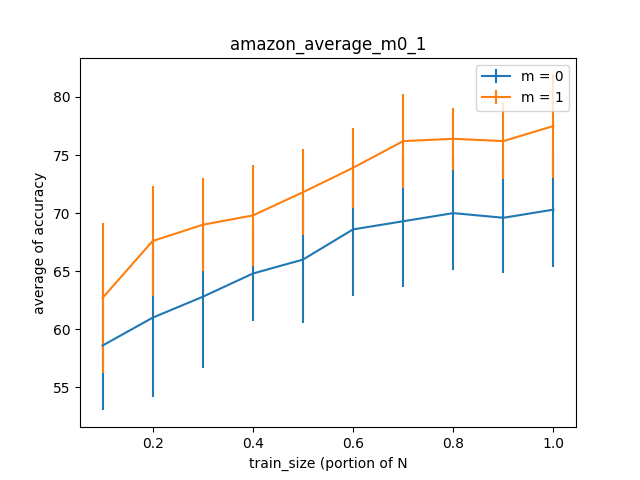 amazon_average_m0_1
m = 0
m = 1
80
75
70
65
60
55
average of accuracy
0.2 0.4 0.6 0.8 1.0
train_size (portion of N